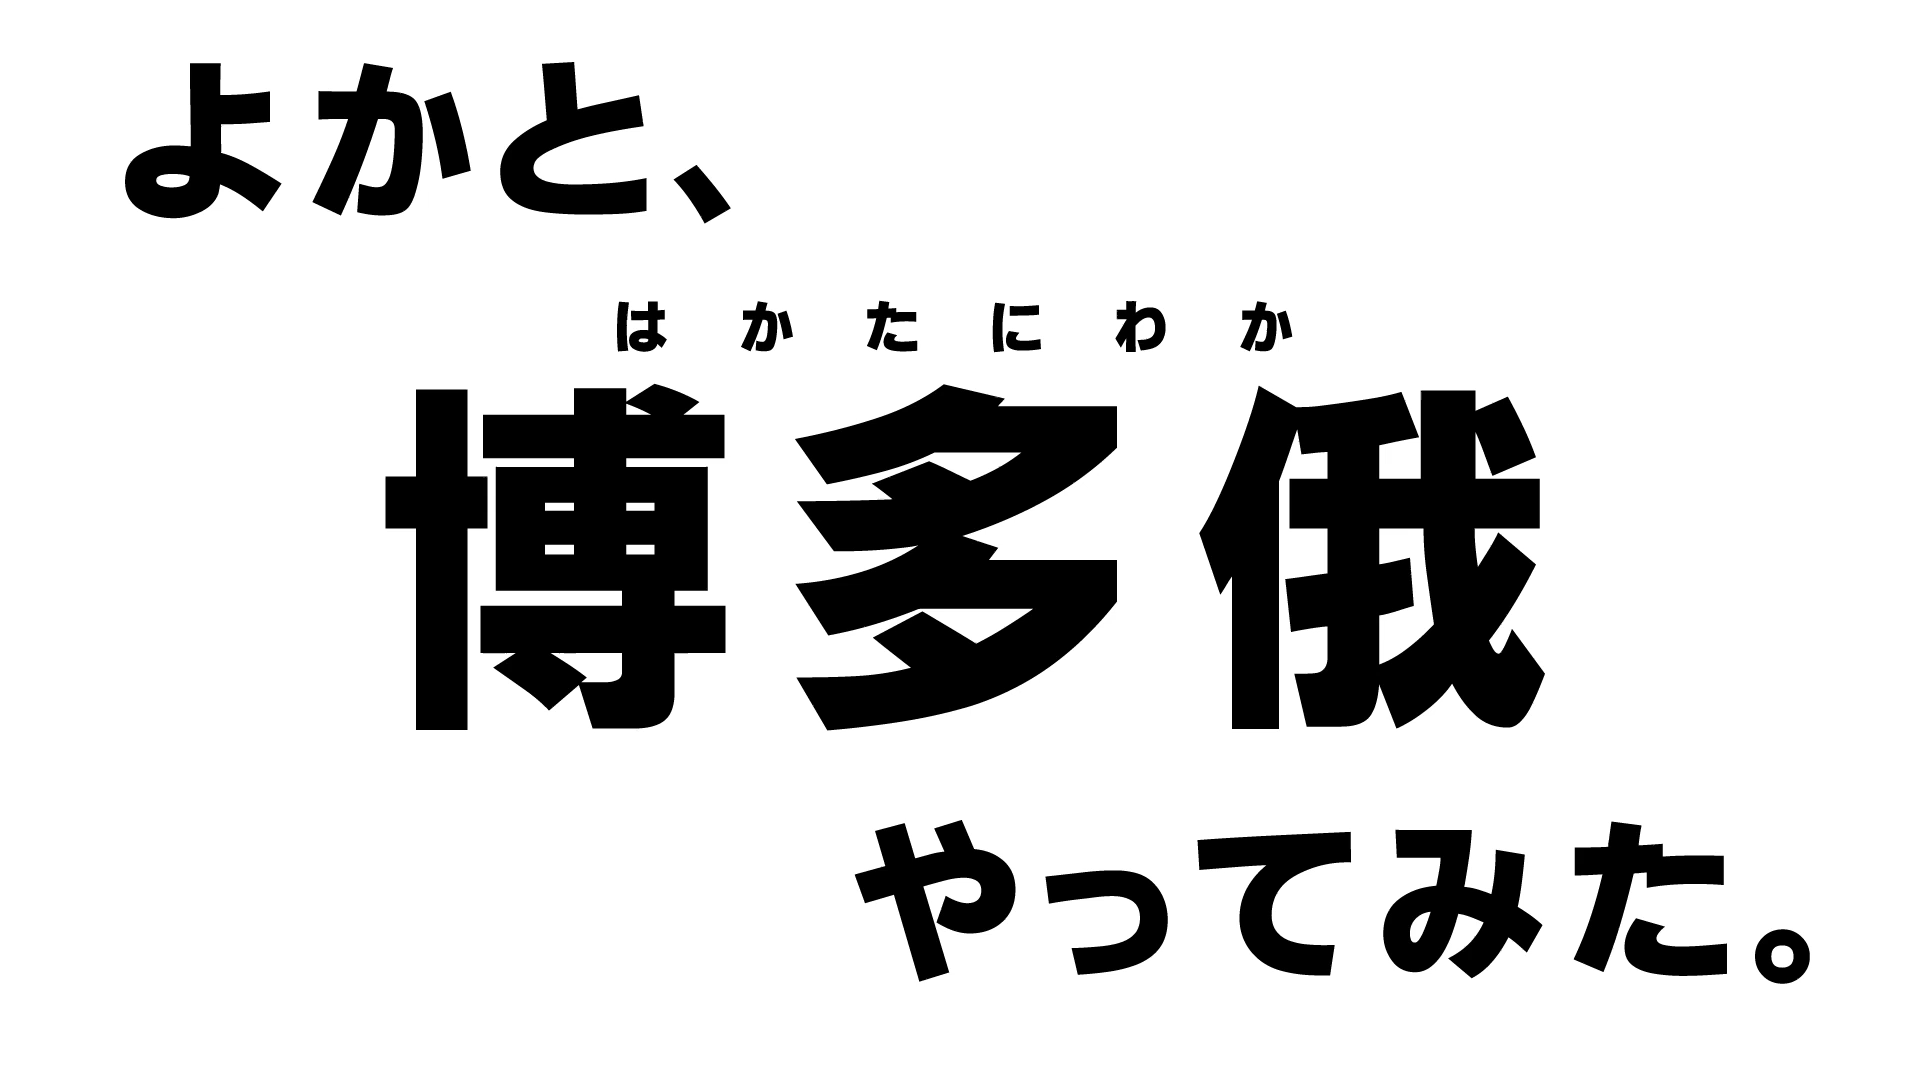 よかと、
はかたにわか
博多俄
やってみた。